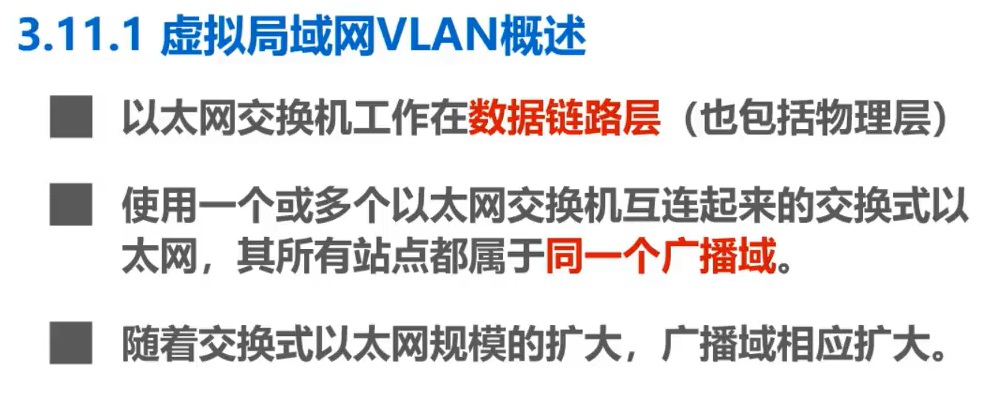 3.11.1 虚拟局域网VLAN概述
以太网交换机工作在数据链路层（也包括物理层）
使用一个或多个以太网交换机互连起来的交换式以
太网，其所有站点都属于同一个广播域。
随着交换式以太网规模的扩大，广播域相应扩大。